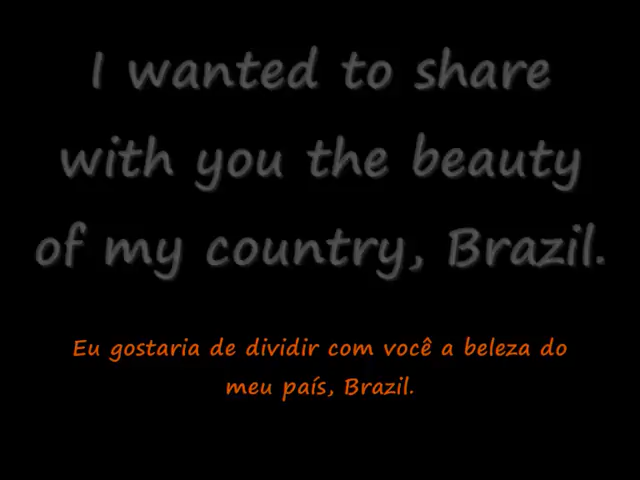 I wanted to share
with you the beauty
of my country, Brazil.
Eu gostaria de dividir com você a beleza do
meu país, Brazil.